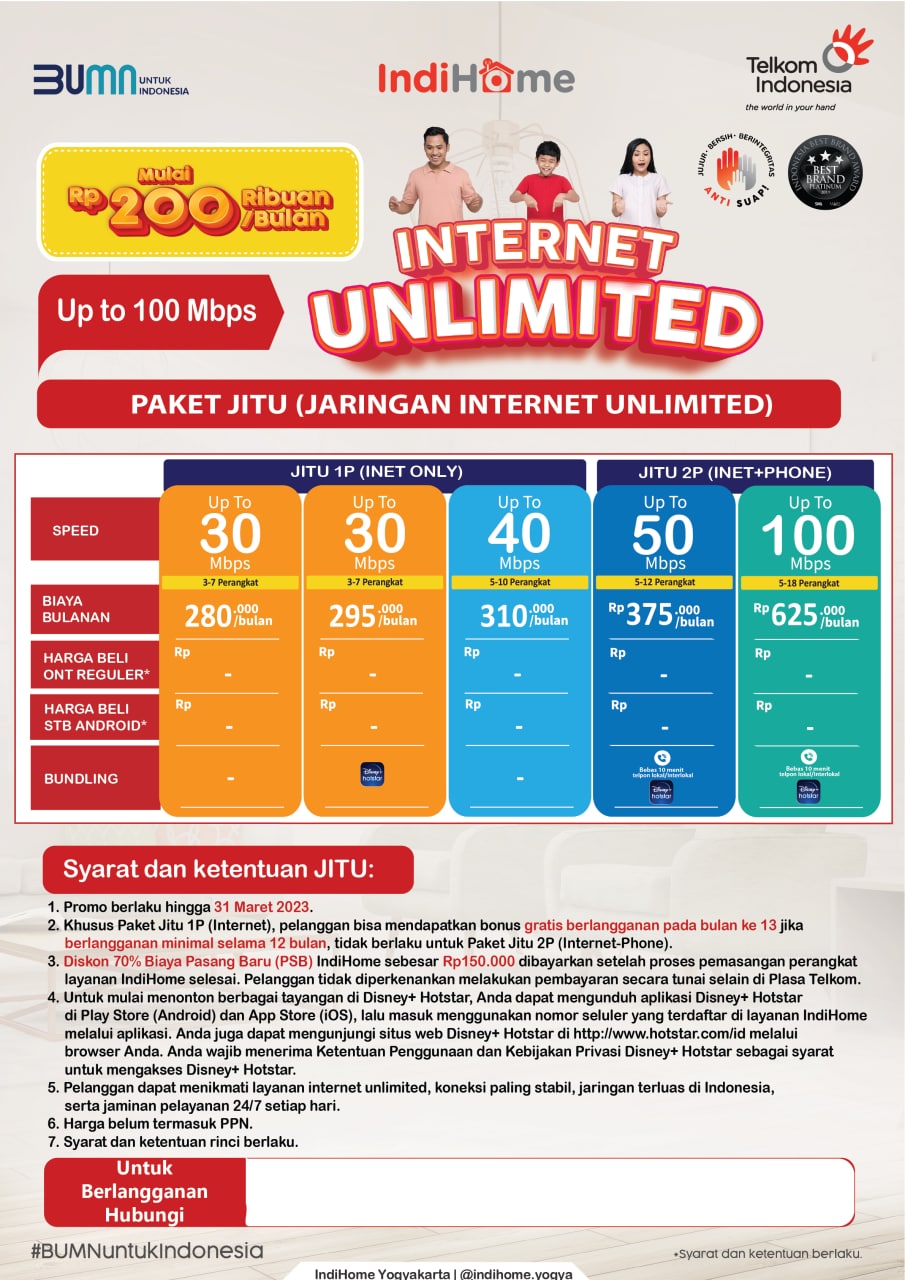 BUMN UNTUK INDONESIA
IndiHome
Telkom Indonesia
the world in your hand
Mulai
Rp 200 Ribuan /Bulan
JUJUR · BERSIH · BERINTEGRITAS
ANTI SUAP!
INDONESIA BEST BRAND AWARD
BEST
BRAND
PLATINUM
INTERNET
UNLIMITED
Up to 100 Mbps
PAKET JITU (JARINGAN INTERNET UNLIMITED)
JITU 1P (INET ONLY) JITU 2P (INET+PHONE)
SPEED
Up To Up To Up To Up To Up To
30 30 40 50 100
Mbps Mbps Mbps Mbps Mbps
3-7 Perangkat 3-7 Perangkat 5-10 Perangkat 5-12 Perangkat 5-18 Perangkat
BIAYA
BULANAN
280.000/bulan 295.000/bulan 310.000/bulan Rp 375.000/bulan Rp 625.000/bulan
HARGA BELI
ONT REGULER*
Rp - Rp - Rp - Rp - Rp -
HARGA BELI
STB ANDROID*
Rp - Rp - Rp - Rp - Rp -
BUNDLING
- Disney+ hotstar - Bebas 10 menit telpon lokal/interlokal Disney+ hotstar Bebas 10 menit telpon lokal/interlokal Disney+ hotstar
Syarat dan ketentuan JITU:
1. Promo berlaku hingga 31 Maret 2023.
2. Khusus Paket Jitu 1P (Internet), pelanggan bisa mendapatkan bonus gratis berlangganan pada bulan ke 13 jika
berlangganan minimal selama 12 bulan, tidak berlaku untuk Paket Jitu 2P (Internet-Phone).
3. Diskon 70% Biaya Pasang Baru (PSB) IndiHome sebesar Rp150.000 dibayarkan setelah proses pemasangan perangkat
layanan IndiHome selesai. Pelanggan tidak diperkenankan melakukan pembayaran secara tunai selain di Plasa Telkom.
4. Untuk mulai menonton berbagai tayangan di Disney+ Hotstar, Anda dapat mengunduh aplikasi Disney+ Hotstar
di Play Store (Android) dan App Store (iOS), lalu masuk menggunakan nomor seluler yang terdaftar di layanan IndiHome
melalui aplikasi. Anda juga dapat mengunjungi situs web Disney+ Hotstar di http://www.hotstar.com/id melalui
browser Anda. Anda wajib menerima Ketentuan Penggunaan dan Kebijakan Privasi Disney+ Hotstar sebagai syarat
untuk mengakses Disney+ Hotstar.
5. Pelanggan dapat menikmati layanan internet unlimited, koneksi paling stabil, jaringan terluas di Indonesia,
serta jaminan pelayanan 24/7 setiap hari.
6. Harga belum termasuk PPN.
7. Syarat dan ketentuan rinci berlaku.
Untuk
Berlangganan
Hubungi
#BUMNuntukIndonesia
*Syarat dan ketentuan berlaku.
IndiHome Yogyakarta | @indihome.yogya